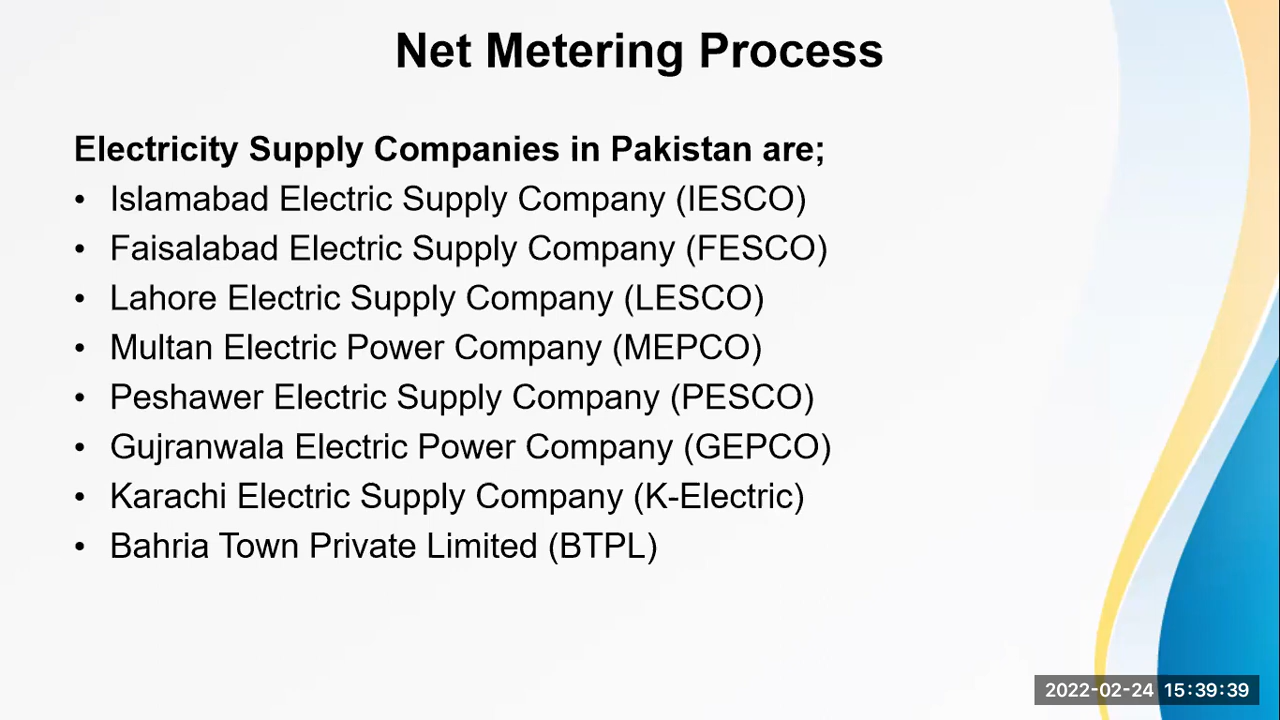 Net Metering Process
Electricity Supply Companies in Pakistan are;
• Islamabad Electric Supply Company (IESCO)
• Faisalabad Electric Supply Company (FESCO)
• Lahore Electric Supply Company (LESCO)
• Multan Electric Power Company (MEPCO)
• Peshawer Electric Supply Company (PESCO)
• Gujranwala Electric Power Company (GEPCO)
• Karachi Electric Supply Company (K-Electric)
• Bahria Town Private Limited (BTPL)
2022-02-24 15:39:39